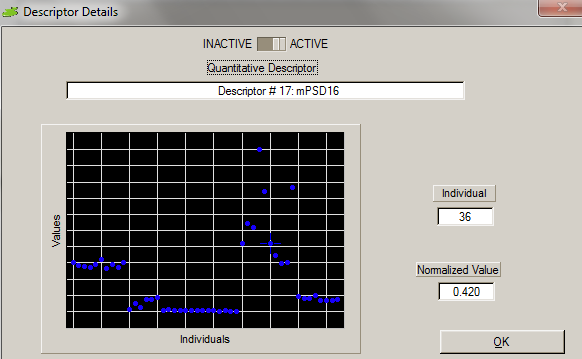 Descriptor Details
INACTIVE ACTIVE
Quantitative Descriptor
Descriptor # 17: mPSD16
Values
Individuals
Individual
36
Normalized Value
0.420
OK